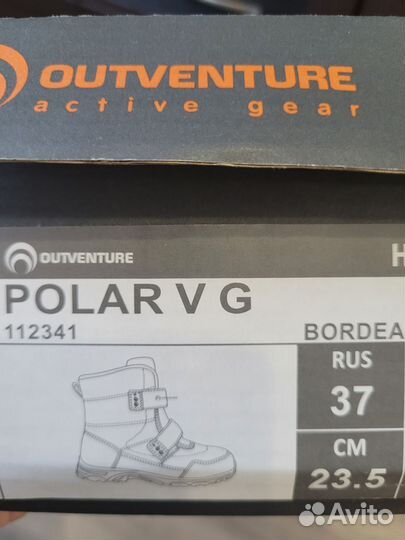 OUTVENTURE
active gear
OUTVENTURE
H
POLAR V G
112341
BORDEA
RUS
37
CM
23.5
Avito